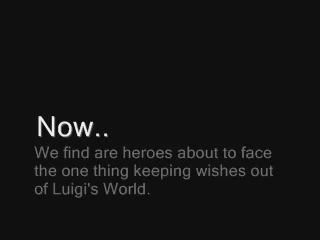 Now..
We find are heroes about to face
the one thing keeping wishes out
of Luigi's World.